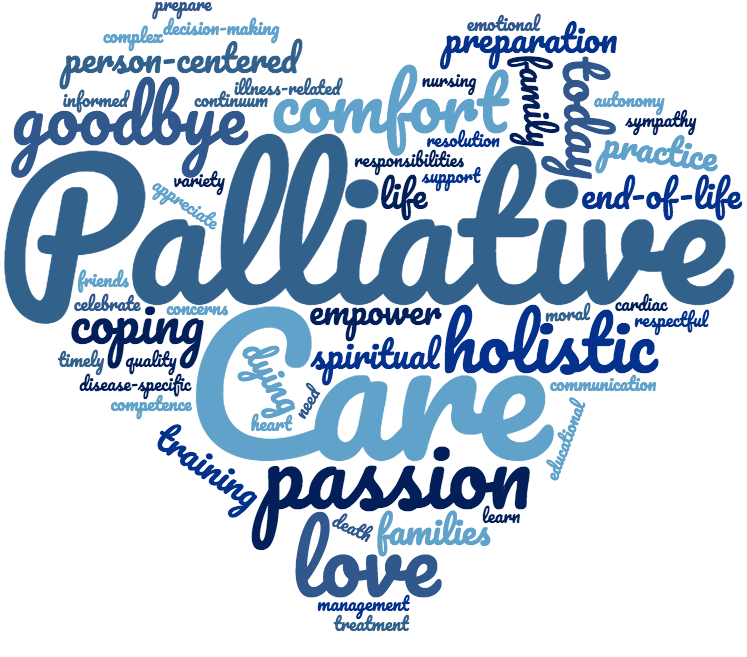 prepare
complex
decision-making
emotional
preparation
person-centered
illness-related
nursing
family
today
informed
continuum
comfort
autonomy
goodbye
sympathy
resolution
practice
responsibilities
variety
support
appreciate
life
end-of-life
Palliative
friends
celebrate
concerns
empower
moral
cardiac
respectful
coping
spiritual
holistic
timely
quality
dying
disease-specific
communication
Care
need
competence
heart
educational
training
passion
learn
death
families
love
management
treatment